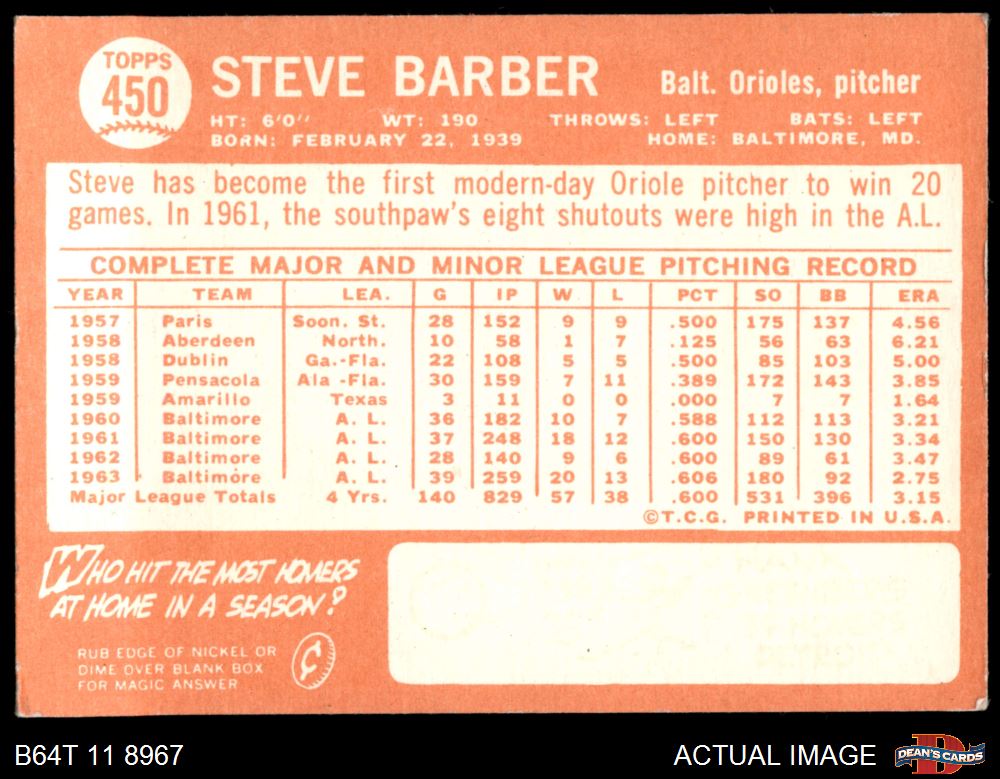 TOPPS
450
STEVE BARBER
Balt. Orioles, pitcher
HT: 6'0" WT: 190 THROWS: LEFT BATS: LEFT
BORN: FEBRUARY 22, 1939 HOME: BALTIMORE, MD.
Steve has become the first modern-day Oriole pitcher to win 20
games. In 1961, the southpaw's eight shutouts were high in the A.L.
COMPLETE MAJOR AND MINOR LEAGUE PITCHING RECORD
YEAR TEAM LEA. G IP W L PCT SO BB ERA
1957 Paris Soon. St. 28 152 9 9 .500 175 137 4.56
1958 Aberdeen North. 10 58 1 7 .125 56 63 6.21
1958 Dublin Ga.-Fla. 22 108 5 5 .500 85 103 5.00
1959 Pensacola Ala -Fla. 30 159 7 11 .389 172 143 3.85
1959 Amarillo Texas 3 11 0 0 .000 7 7 1.64
1960 Baltimore A. L. 36 182 10 7 .588 112 113 3.21
1961 Baltimore A. L. 37 248 18 12 .600 150 130 3.34
1962 Baltimore A. L. 28 140 9 6 .600 89 61 3.47
1963 Baltimore A. L. 39 259 20 13 .606 180 92 2.75
Major League Totals 4 Yrs. 140 829 57 38 .600 531 396 3.15
©T.C.G. PRINTED IN U.S.A.
WHO HIT THE MOST HOMERS
AT HOME IN A SEASON?
RUB EDGE OF NICKEL OR
DIME OVER BLANK BOX
FOR MAGIC ANSWER
¢
B64T 11 8967
ACTUAL IMAGE
D
DEAN'S CARDS